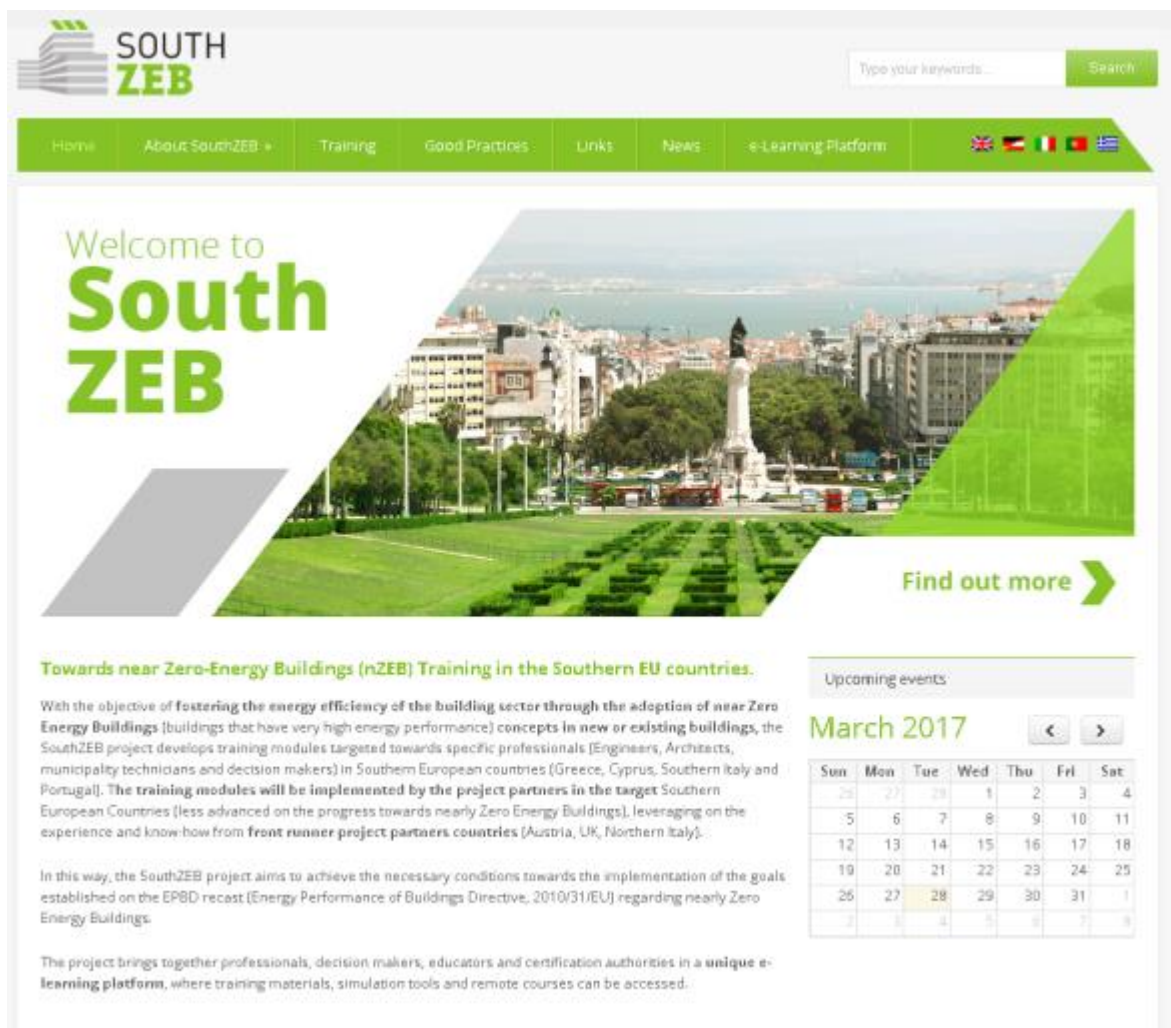 SOUTH
ZEB
Type your keywords...
Search
Home
About SouthZEB
Training
Good Practices
Links
News
e-Learning Platform
Welcome to
South
ZEB
Find out more
Towards near Zero-Energy Buildings (nZEB) Training in the Southern EU countries.
With the objective of fostering the energy efficiency of the building sector through the adoption of near Zero
Energy Buildings (buildings that have very high energy performance) concepts in new or existing buildings, the
SouthZEB project develops training modules targeted towards specific professionals (Engineers, Architects,
municipality technicians and decision makers) in Southern European countries (Greece, Cyprus, Southern Italy and
Portugal). The training modules will be implemented by the project partners in the target Southern
European Countries (less advanced on the progress towards nearly Zero Energy Buildings), leveraging on the
experience and know-how from front runner project partners countries (Austria, UK, Northern Italy).
In this way, the SouthZEB project aims to achieve the necessary conditions towards the implementation of the goals
established on the EPBD recast (Energy Performance of Buildings Directive, 2010/31/EU) regarding nearly Zero
Energy Buildings.
The project brings together professionals, decision makers, educators and certification authorities in a unique e-
learning platform, where training materials, simulation tools and remote courses can be accessed.
Upcoming events
March 2017
Sun Mon Tue Wed Thu Fri Sat
26 27 28 1 2 3 4
5 6 7 8 9 10 11
12 13 14 15 16 17 18
19 20 21 22 23 24 25
26 27 28 29 30 31 1
2 3 4 5 6 7 8